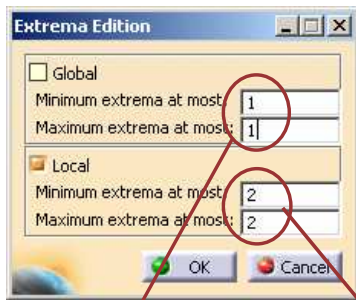 Extrema Edition
Global
Minimum extrema at most: 1
Maximum extrema at most: 1
Local
Minimum extrema at most: 2
Maximum extrema at most: 2
OK Cancel